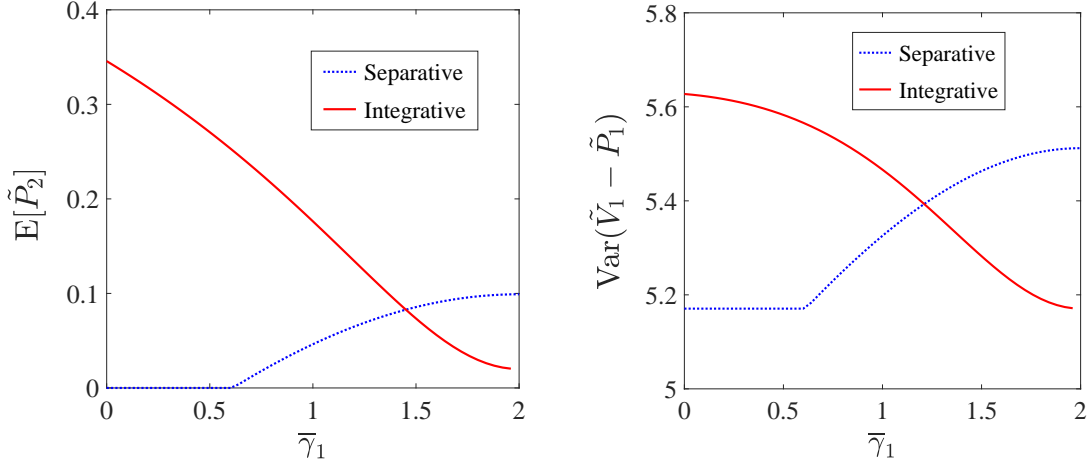 0.4
0.3
0.2
0.1
0
E[P̃₂]
Separative
Integrative
0
0.5
1
1.5
2
γ̅₁
5.8
5.6
5.4
5.2
5
Var(Ṽ₁ − P̃₁)
Separative
Integrative
0
0.5
1
1.5
2
γ̅₁